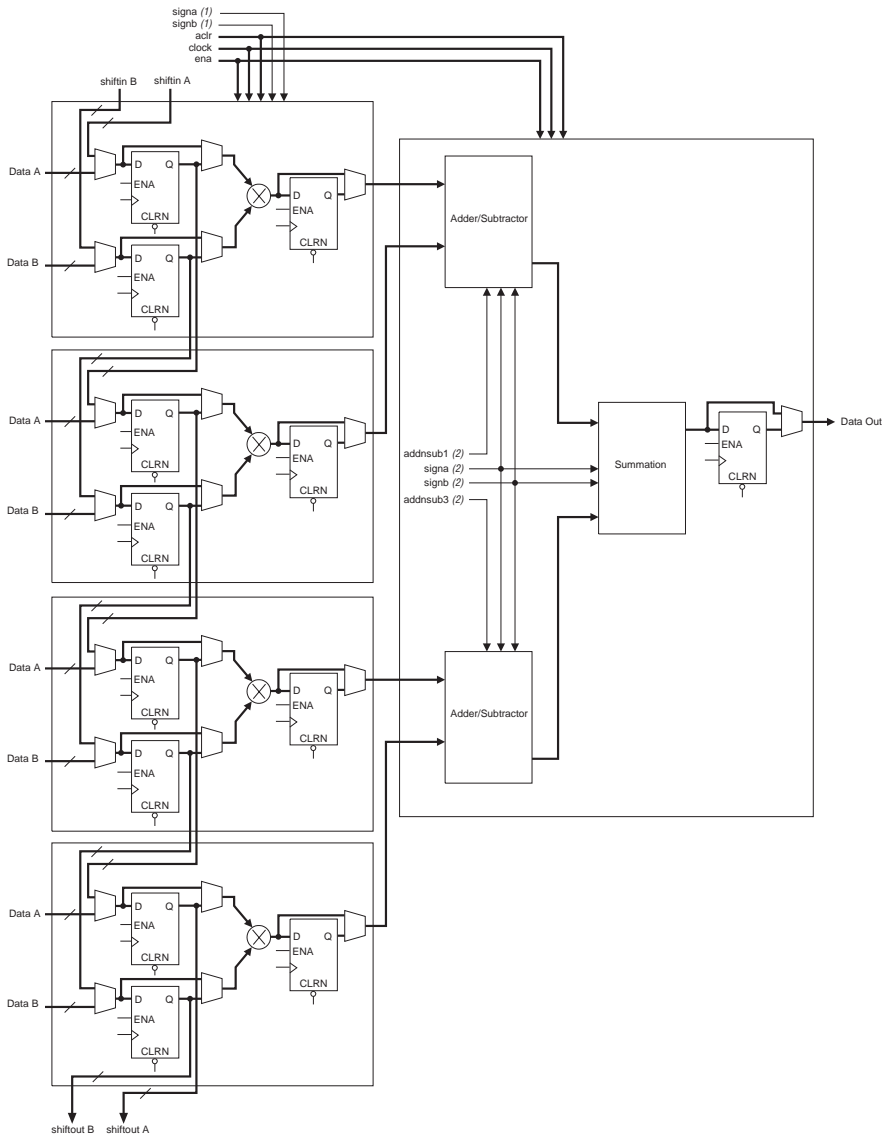 signa (1)
signb (1)
aclr
clock
ena
shiftin B
shiftin A
Data A
D
Q
ENA
CLRN
D
Q
ENA
CLRN
Data B
D
Q
ENA
CLRN
Adder/Subtractor
Data A
D
Q
ENA
CLRN
D
Q
ENA
CLRN
Data B
D
Q
ENA
CLRN
addnsub1 (2)
signa (2)
signb (2)
addnsub3 (2)
Summation
D
Q
ENA
CLRN
Data Out
Data A
D
Q
ENA
CLRN
D
Q
ENA
CLRN
Data B
D
Q
ENA
CLRN
Adder/Subtractor
Data A
D
Q
ENA
CLRN
D
Q
ENA
CLRN
Data B
D
Q
ENA
CLRN
shiftout B
shiftout A